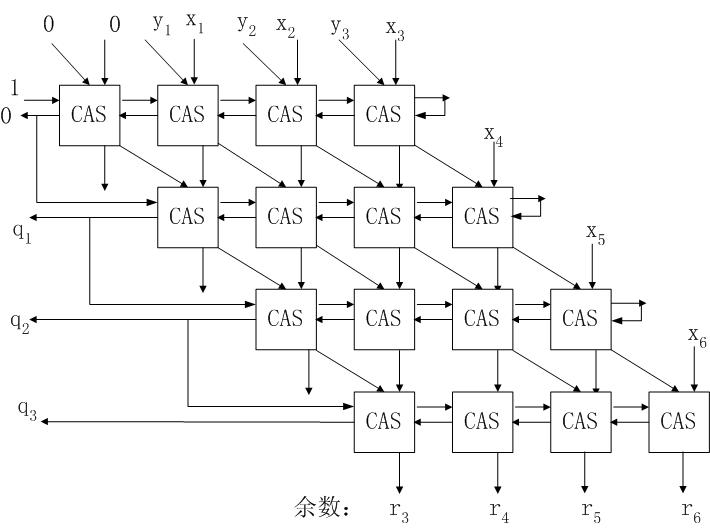 0 0 y1 x1 y2 x2 y3 x3
1
0
CAS CAS CAS CAS
x4
CAS CAS CAS CAS
q1
x5
CAS CAS CAS CAS
q2
x6
q3
CAS CAS CAS CAS
余数: r3 r4 r5 r6